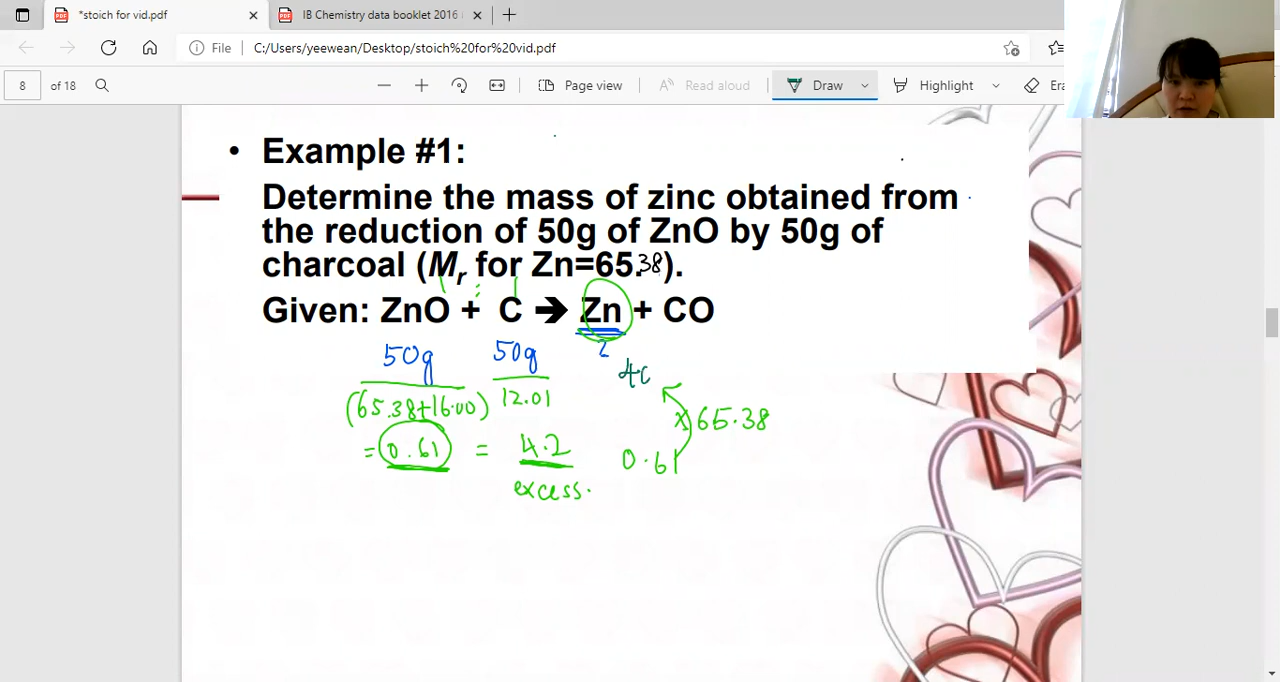 *stoich for vid.pdf
IB Chemistry data booklet 2016
File
C:/Users/yeewean/Desktop/stoich%20for%20vid.pdf
8 of 18
Page view
Read aloud
Draw
Highlight
Era
• Example #1:
Determine the mass of zinc obtained from
the reduction of 50g of ZnO by 50g of
charcoal (Mr for Zn=65.38).
Given: ZnO + C ➔ Zn + CO
50g 50g ?
(65.38+16.00) 12.01
x65.38
= 0.61 = 4.2 0.61
excess.